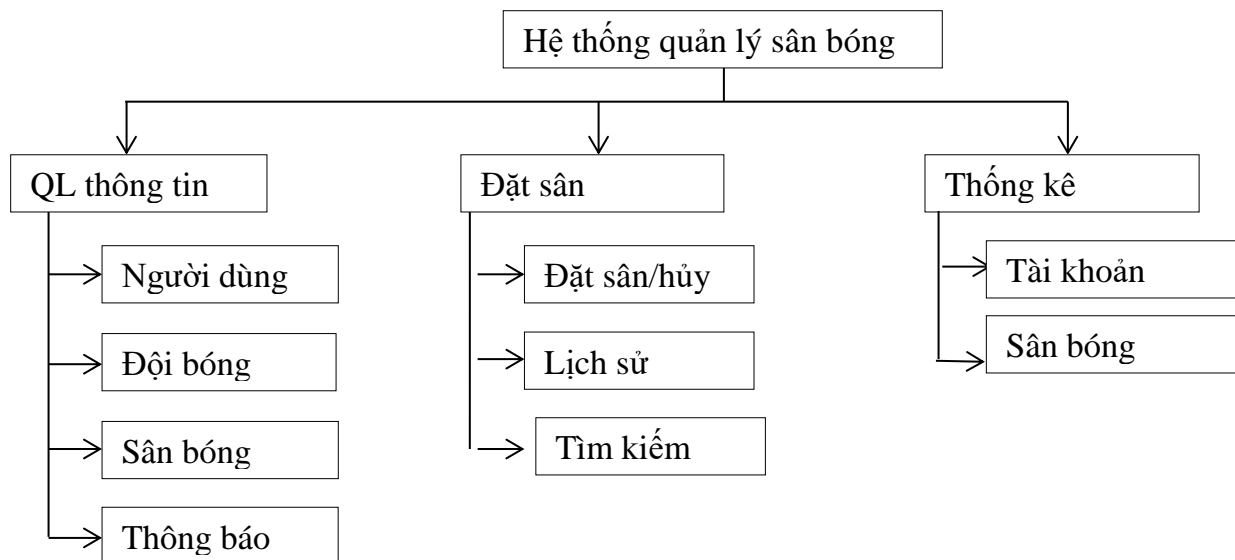 Hệ thống quản lý sân bóng
QL thông tin
Đặt sân
Thống kê
Người dùng
Đặt sân/hủy
Tài khoản
Đội bóng
Lịch sử
Sân bóng
Sân bóng
Tìm kiếm
Thông báo